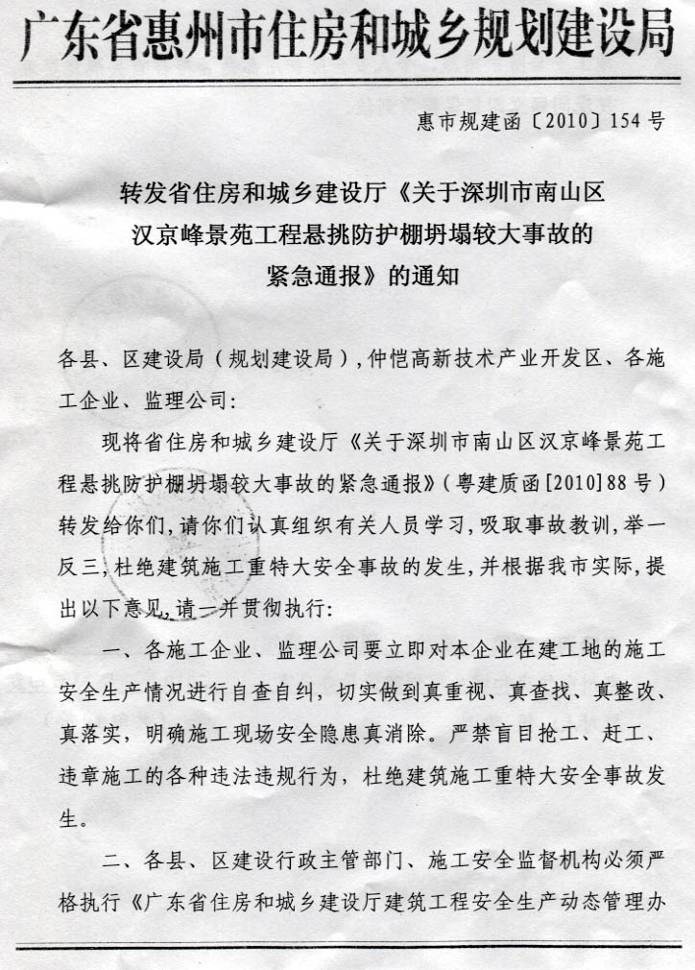 广东省惠州市住房和城乡规划建设局
惠市规建函〔2010〕154号
转发省住房和城乡建设厅《关于深圳市南山区
汉京峰景苑工程悬挑防护棚坍塌较大事故的
紧急通报》的通知
各县、区建设局（规划建设局）,仲恺高新技术产业开发区、各施
工企业、监理公司:
现将省住房和城乡建设厅《关于深圳市南山区汉京峰景苑工
程悬挑防护棚坍塌较大事故的紧急通报》（粤建质函[2010]88号）
转发给你们,请你们认真组织有关人员学习,吸取事故教训,举一
反三,杜绝建筑施工重特大安全事故的发生,并根据我市实际,提
出以下意见,请一并贯彻执行:
一、各施工企业、监理公司要立即对本企业在建工地的施工
安全生产情况进行自查自纠，切实做到真重视、真查找、真整改、
真落实，明确施工现场安全隐患真消除。严禁盲目抢工、赶工、
违章施工的各种违法违规行为，杜绝建筑施工重特大安全事故发
生。
二、各县、区建设行政主管部门、施工安全监督机构必须严
格执行《广东省住房和城乡建设厅建筑工程安全生产动态管理办